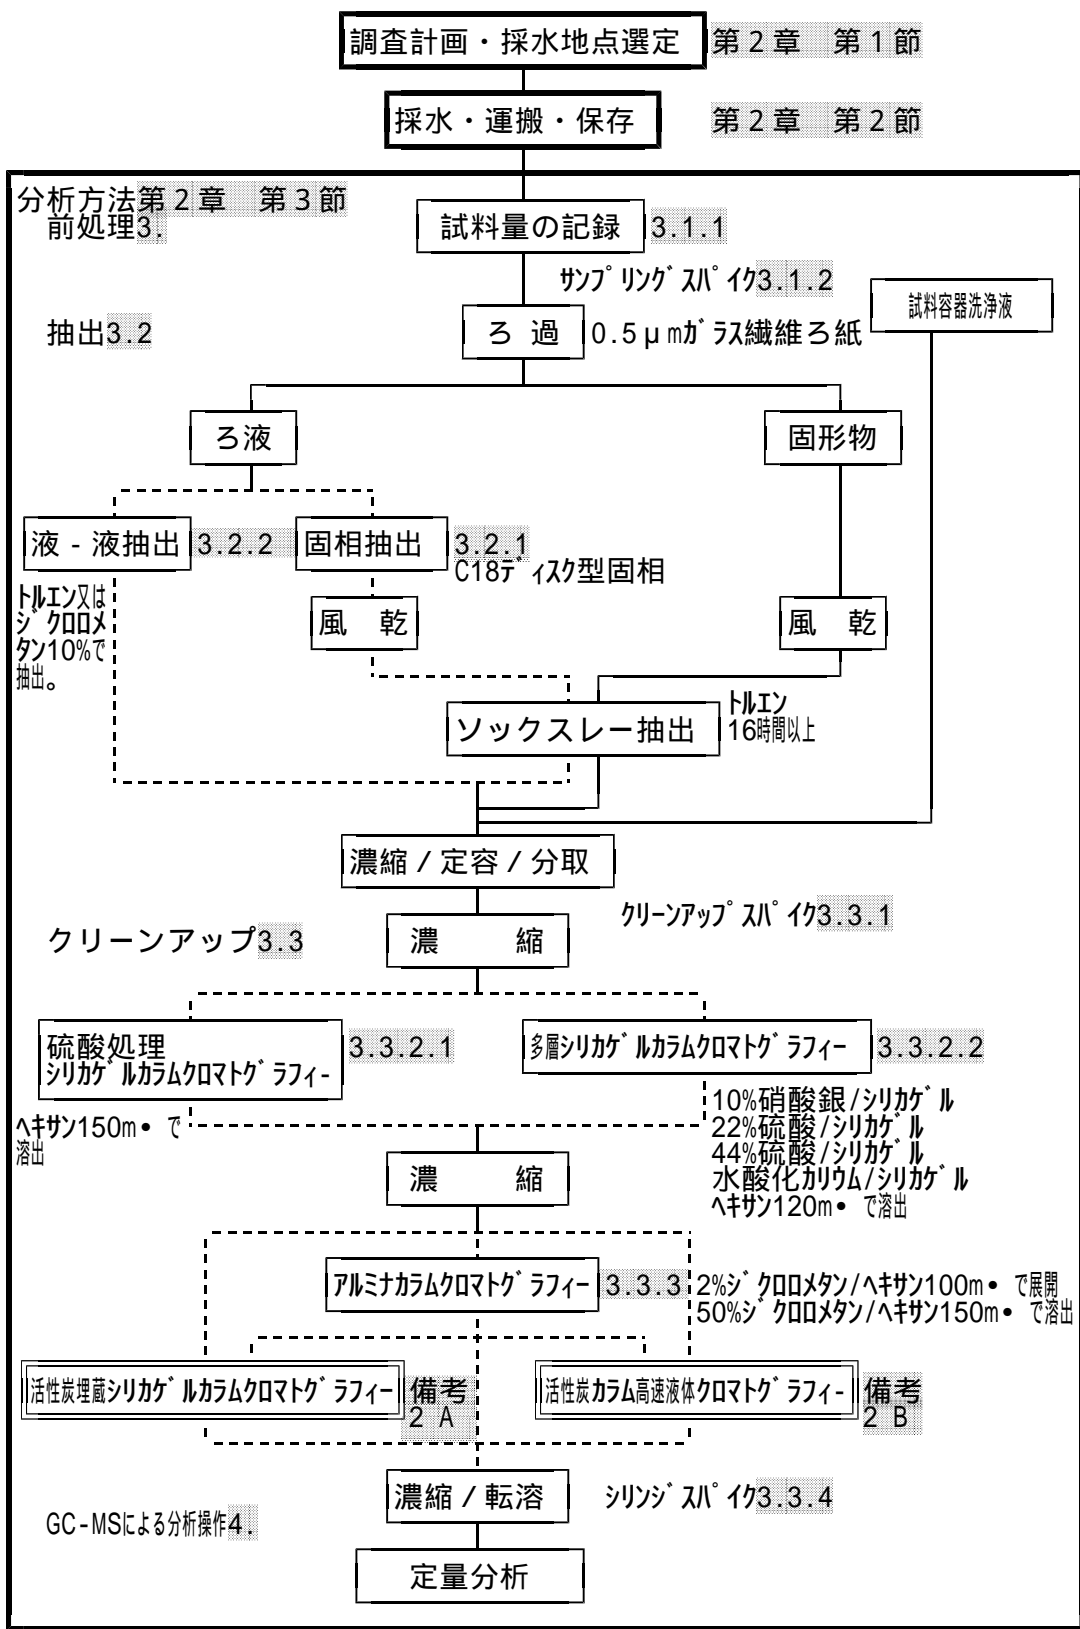 調査計画・採水地点選定 第２章　第１節
採水・運搬・保存 第２章　第２節
分析方法第２章　第３節
前処理3.
試料量の記録 3.1.1
サンプリングスパイク3.1.2
試料容器洗浄液
抽出3.2
ろ 過 0.5μmガラス繊維ろ紙
ろ液
固形物
液-液抽出 3.2.2
固相抽出 3.2.1
C18ディスク型固相
トルエン又は
ジクロロメ
タン10%で
抽出。
風　乾
風　乾
ソックスレー抽出
トルエン
16時間以上
濃縮/定容/分取
クリーンアップスパイク3.3.1
クリーンアップ3.3
濃　　縮
硫酸処理
シリカゲルカラムクロマトグラフィー
3.3.2.1
多層シリカゲルカラムクロマトグラフィー 3.3.2.2
ヘキサン150m• で
溶出
10%硝酸銀/シリカゲル
22%硫酸/シリカゲル
44%硫酸/シリカゲル
水酸化カリウム/シリカゲル
ヘキサン120m• で溶出
濃　　縮
アルミナカラムクロマトグラフィー 3.3.3
2%ジクロロメタン/ヘキサン100m• で展開
50%ジクロロメタン/ヘキサン150m• で溶出
活性炭埋蔵シリカゲルカラムクロマトグラフィー
備考
2 A
活性炭カラム高速液体クロマトグラフィー
備考
2 B
濃縮/転溶
シリンジスパイク3.3.4
GC-MSによる分析操作4.
定量分析